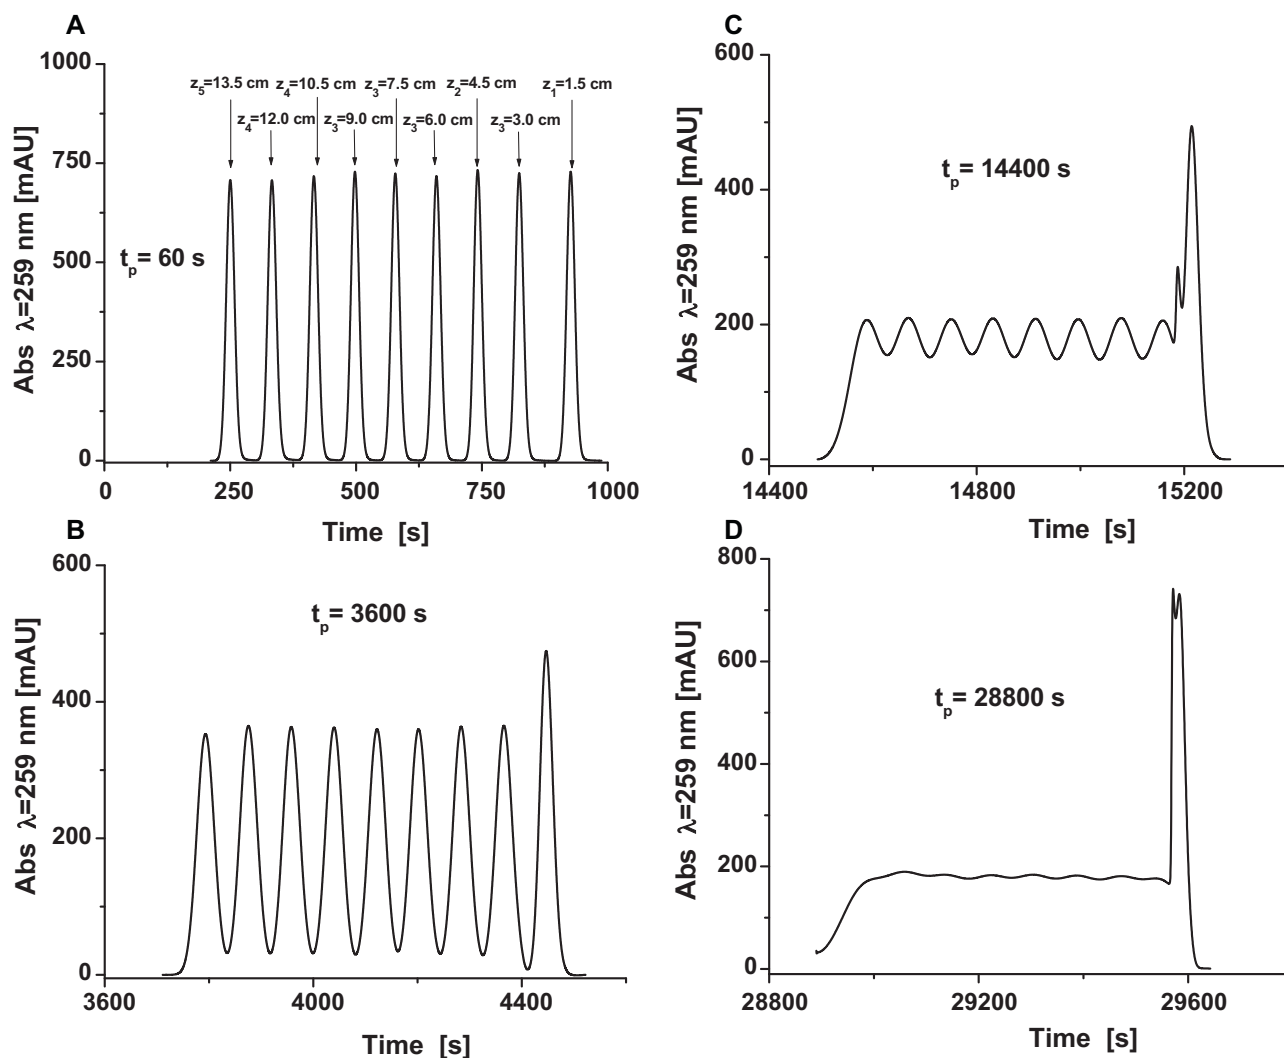 A
Abs λ=259 nm [mAU]
1000
750
500
250
0
z5=13.5 cm z4=10.5 cm z3=7.5 cm z2=4.5 cm z1=1.5 cm
z4=12.0 cm z3=9.0 cm z3=6.0 cm z3=3.0 cm
tp= 60 s
0 250 500 750 1000
Time [s]
B
Abs λ=259 nm [mAU]
600
400
200
0
tp= 3600 s
3600 4000 4400
Time [s]
C
Abs λ=259 nm [mAU]
600
400
200
0
tp= 14400 s
14400 14800 15200
Time [s]
D
Abs λ=259 nm [mAU]
800
600
400
200
0
tp= 28800 s
28800 29200 29600
Time [s]